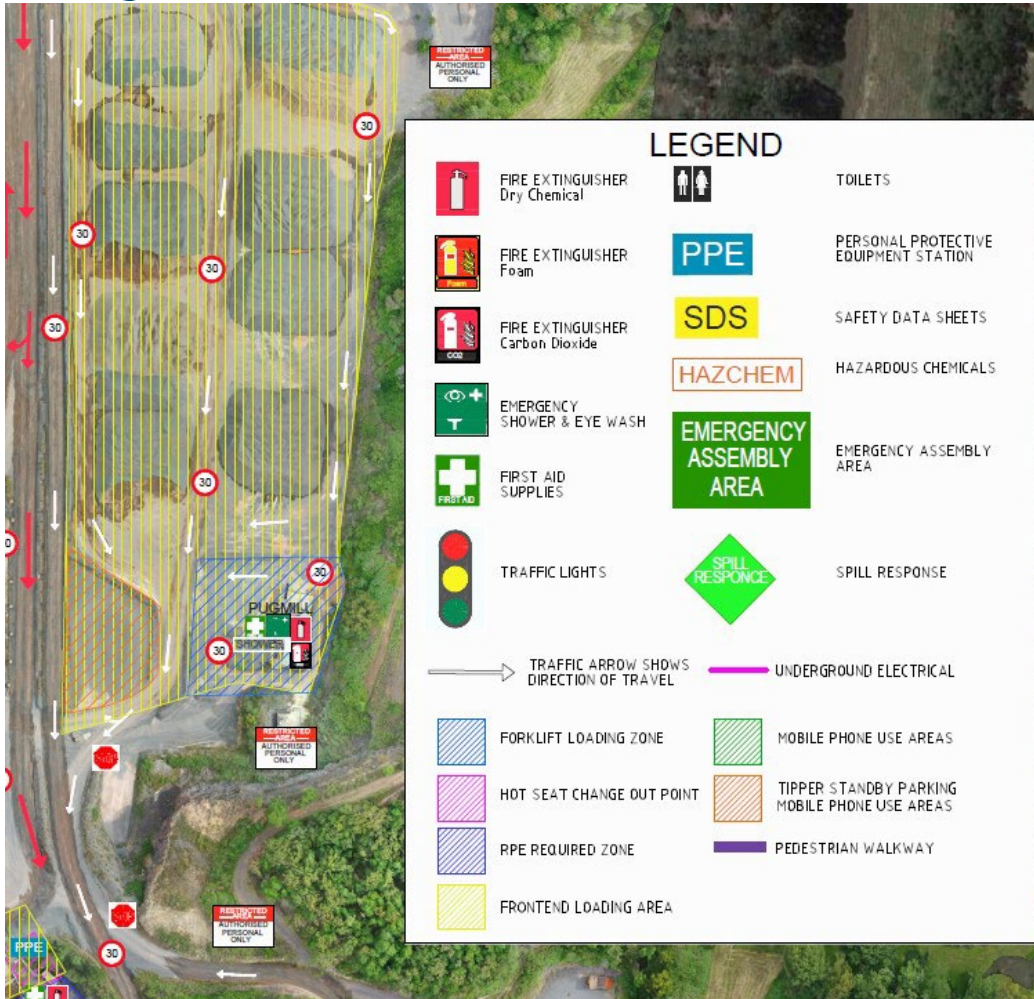 RESTRICTED
AREA
AUTHORISED
PERSONAL
ONLY
30
30
30
30
30
30
PUGMILL
SHOWER
30
0
RESTRICTED
AREA
AUTHORISED
PERSONAL
ONLY
STOP
STOP
RESTRICTED
AREA
AUTHORISED
PERSONAL
ONLY
30
PPE
LEGEND
FIRE EXTINGUISHER
Dry Chemical
Foam
FIRE EXTINGUISHER
Foam
CO2
FIRE EXTINGUISHER
Carbon Dioxide
EMERGENCY
SHOWER & EYE WASH
FIRST AID
FIRST AID
SUPPLIES
TRAFFIC LIGHTS
TRAFFIC ARROW SHOWS
DIRECTION OF TRAVEL
FORKLIFT LOADING ZONE
HOT SEAT CHANGE OUT POINT
RPE REQUIRED ZONE
FRONTEND LOADING AREA
TOILETS
PPE
PERSONAL PROTECTIVE
EQUIPMENT STATION
SDS
SAFETY DATA SHEETS
HAZCHEM
HAZARDOUS CHEMICALS
EMERGENCY
ASSEMBLY
AREA
EMERGENCY ASSEMBLY
AREA
SPILL
RESPONCE
SPILL RESPONSE
UNDERGROUND ELECTRICAL
MOBILE PHONE USE AREAS
TIPPER STANDBY PARKING
MOBILE PHONE USE AREAS
PEDESTRIAN WALKWAY